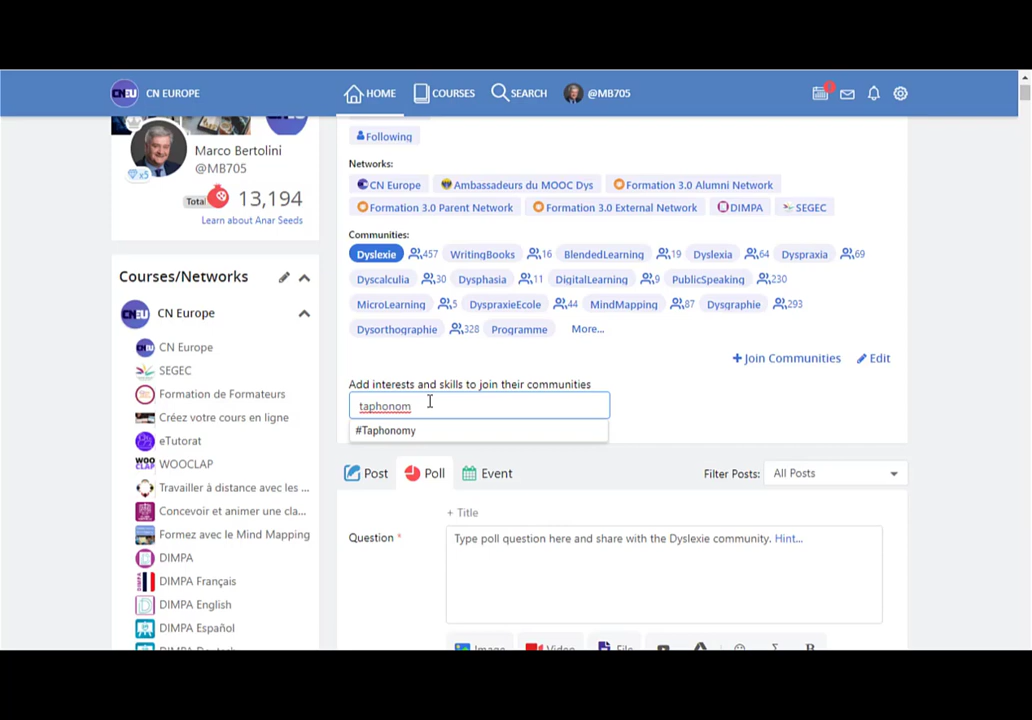 CN EUROPE HOME COURSES SEARCH @MB705
Marco Bertolini
@MB705
x5
Total 13,194
Learn about Anar Seeds
Courses/Networks
CN Europe
CN Europe
SEGEC
Formation de Formateurs
Créez votre cours en ligne
eTutorat
WOOCLAP
Travailler à distance avec les ...
Concevoir et animer une cla...
Formez avec le Mind Mapping
DIMPA
DIMPA Français
DIMPA English
DIMPA Español
Following
Networks:
CN Europe Ambassadeurs du MOOC Dys Formation 3.0 Alumni Network
Formation 3.0 Parent Network Formation 3.0 External Network DIMPA SEGEC
Communities:
Dyslexie 457 WritingBooks 16 BlendedLearning 19 Dyslexia 64 Dyspraxia 69
Dyscalculia 30 Dysphasia 11 DigitalLearning 9 PublicSpeaking 230
MicroLearning 5 DyspraxieEcole 44 MindMapping 87 Dysgraphie 293
Dysorthographie 328 Programme More...
+ Join Communities Edit
Add interests and skills to join their communities
taphonom
#Taphonomy
Post Poll Event Filter Posts: All Posts
+ Title
Question * Type poll question here and share with the Dyslexie community. Hint...
Image Video File